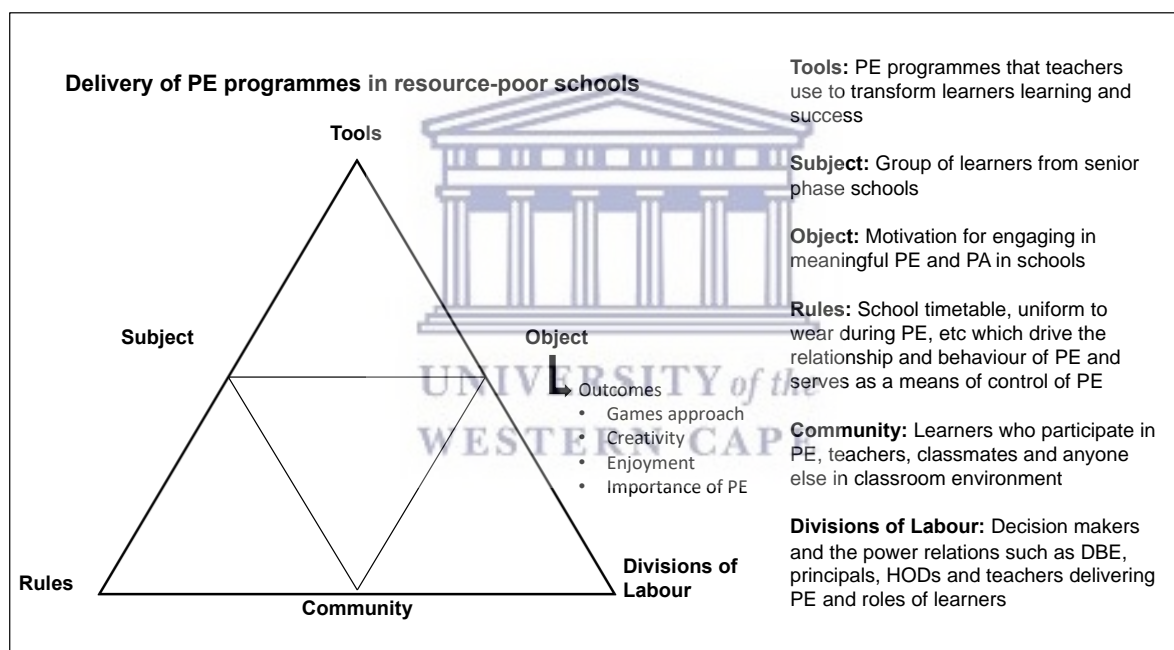 Delivery of PE programmes in resource-poor schools
Tools
Subject
Object
Outcomes
• Games approach
• Creativity
• Enjoyment
• Importance of PE
Rules
Community
Divisions of
Labour
Tools: PE programmes that teachers
use to transform learners learning and
success
Subject: Group of learners from senior
phase schools
Object: Motivation for engaging in
meaningful PE and PA in schools
Rules: School timetable, uniform to
wear during PE, etc which drive the
relationship and behaviour of PE and
serves as a means of control of PE
Community: Learners who participate in
PE, teachers, classmates and anyone
else in classroom environment
Divisions of Labour: Decision makers
and the power relations such as DBE,
principals, HODs and teachers delivering
PE and roles of learners
UNIVERSITY of the
WESTERN CAPE